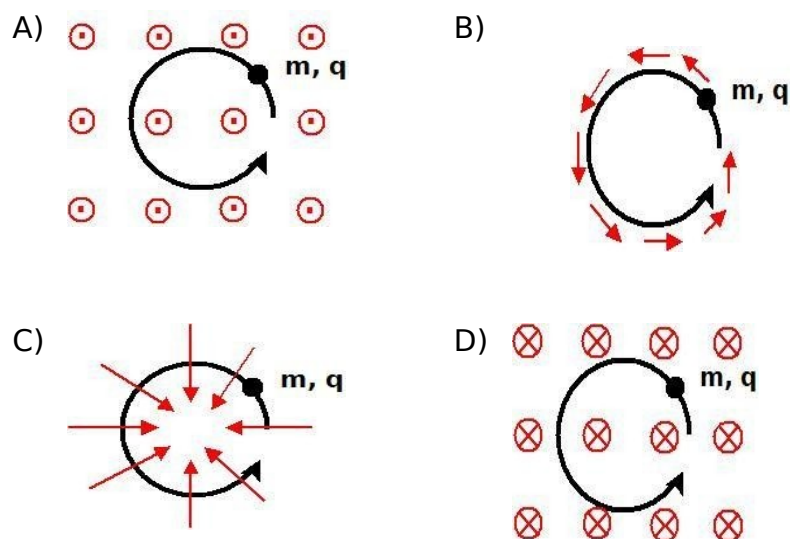 A)
m, q
B)
m, q
C)
m, q
D)
m, q